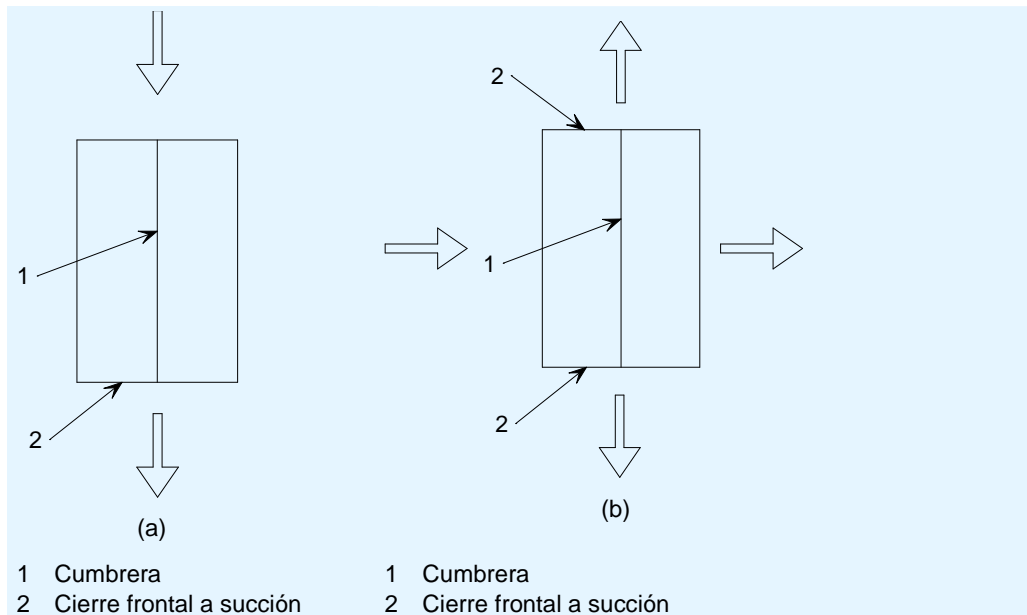 2
1
1
2
2
(a)
(b)
1 Cumbrera
2 Cierre frontal a succión
1 Cumbrera
2 Cierre frontal a succión